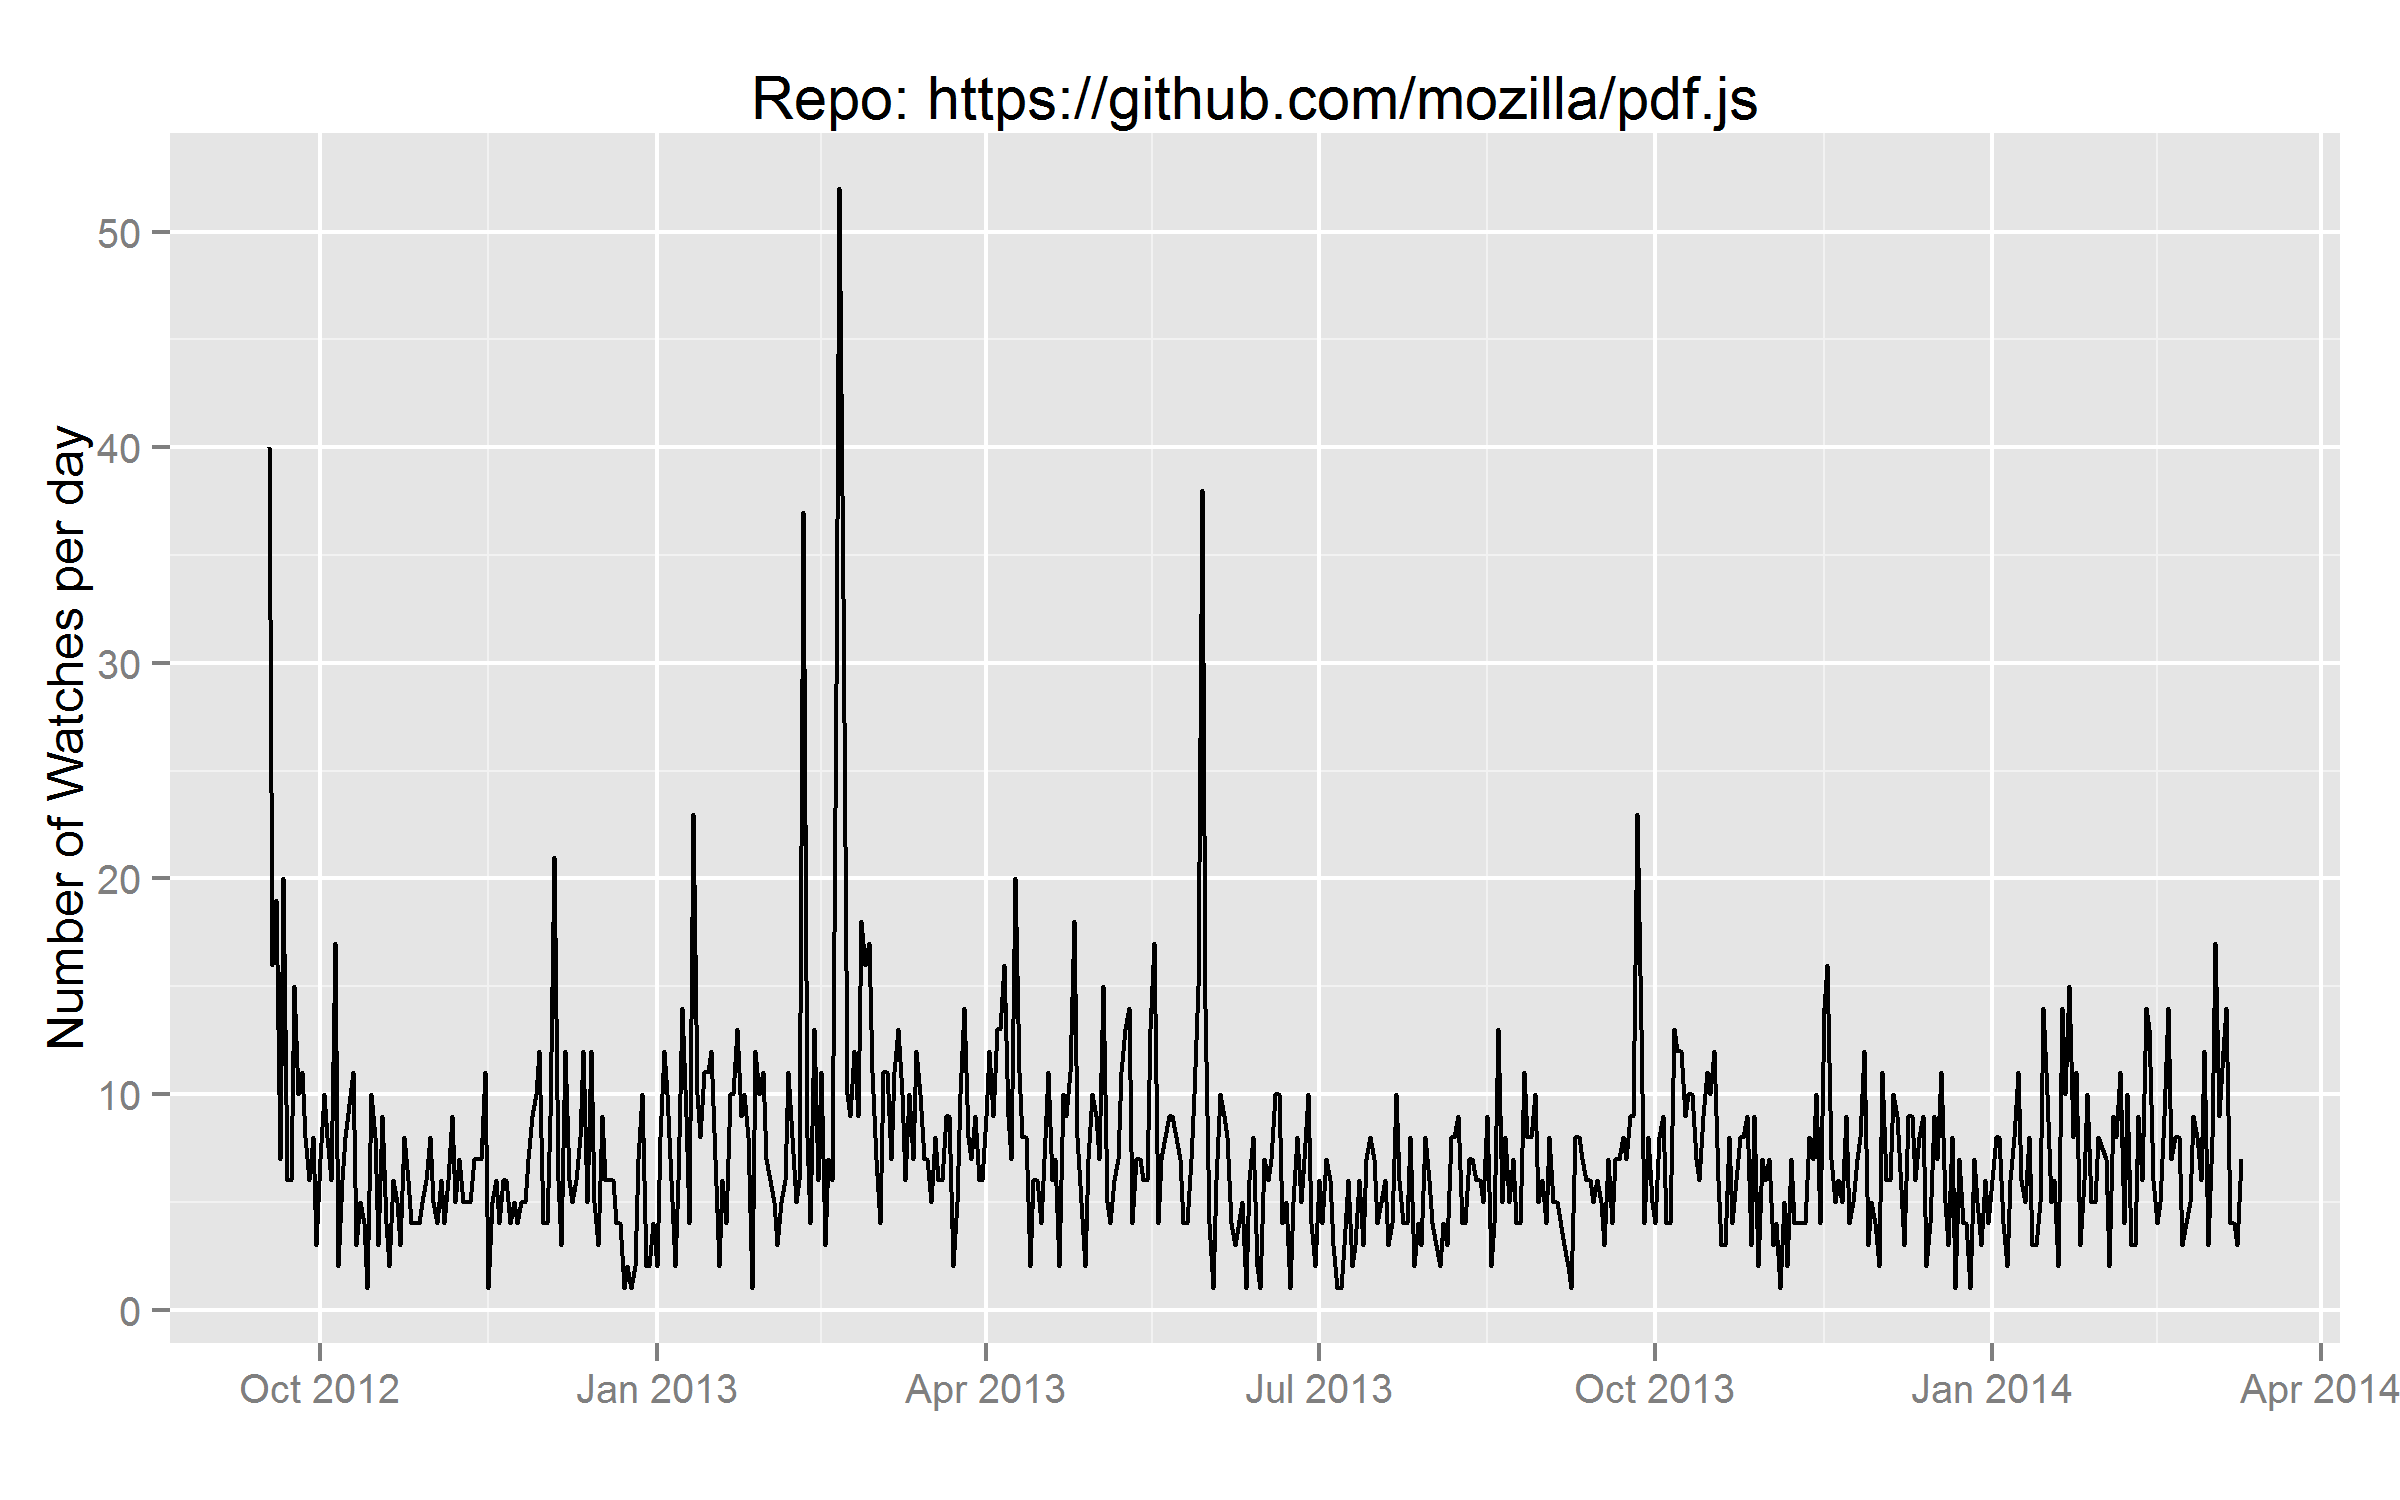 Repo: https://github.com/mozilla/pdf.js
Number of Watches per day
50
40
30
20
10
0
Oct 2012
Jan 2013
Apr 2013
Jul 2013
Oct 2013
Jan 2014
Apr 2014